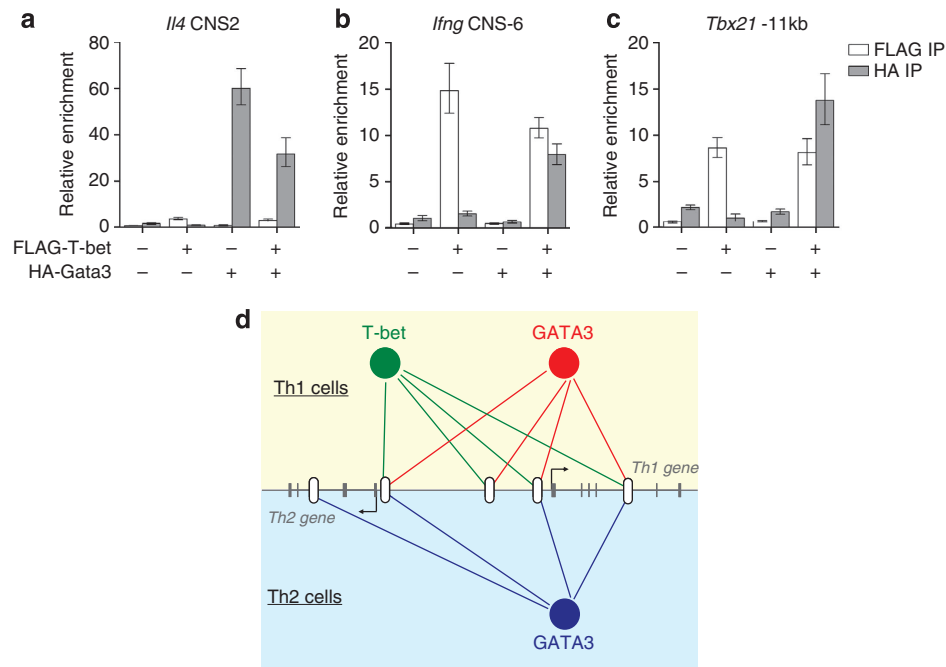 a
Il4 CNS2
Relative enrichment
80
60
40
20
0
b
Ifng CNS-6
Relative enrichment
20
15
10
5
0
c
Tbx21 -11kb
Relative enrichment
20
15
10
5
0
FLAG IP
HA IP
FLAG-T-bet – + – + – + – + – + – +
HA-Gata3 – – + + – – + + – – + +
d
T-bet
GATA3
Th1 cells
Th1 gene
Th2 gene
Th2 cells
GATA3